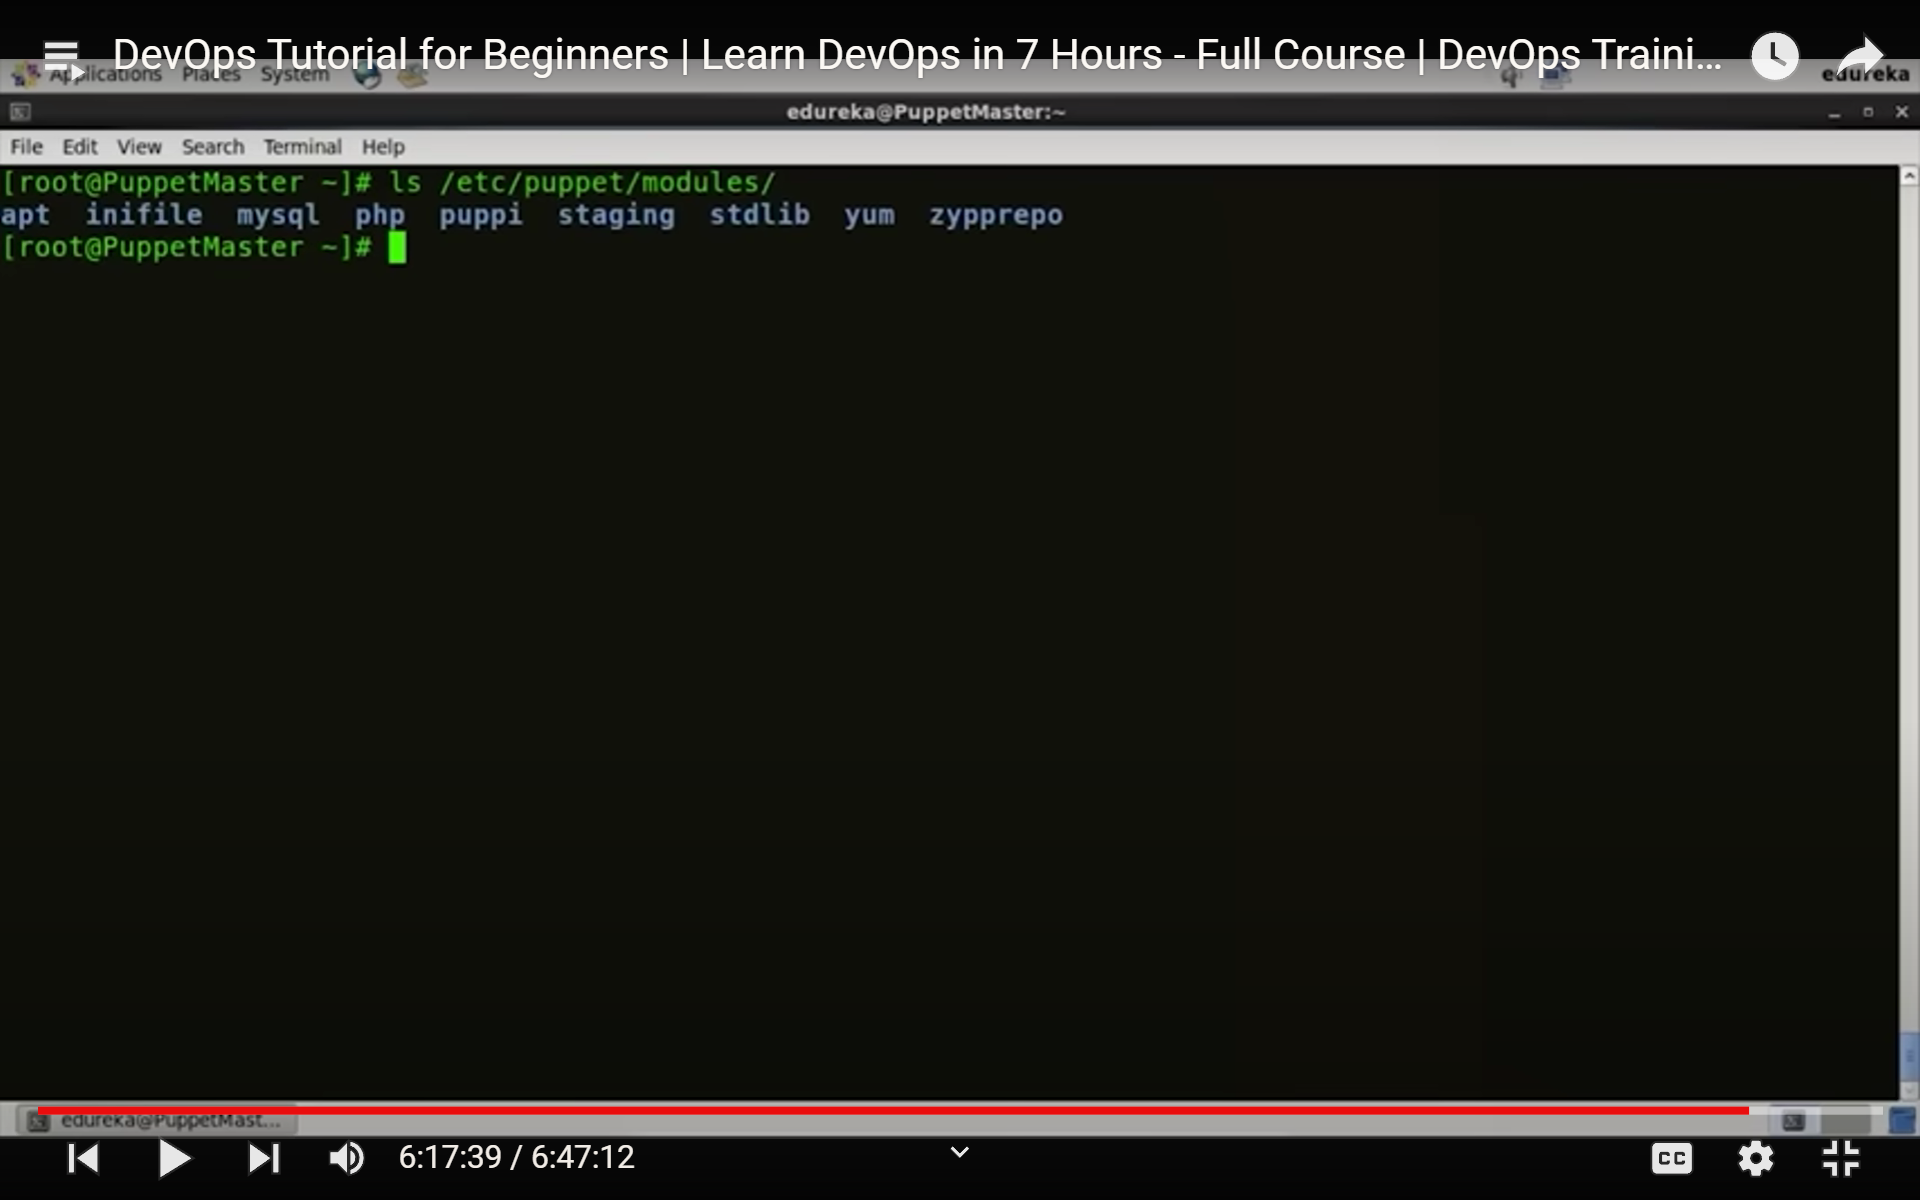 DevOps Tutorial for Beginners | Learn DevOps in 7 Hours - Full Course | DevOps Traini...
Applications Places System edureka
edureka@PuppetMaster:~
File Edit View Search Terminal Help
[root@PuppetMaster ~]# ls /etc/puppet/modules/
apt inifile mysql php puppi staging stdlib yum zypprepo
[root@PuppetMaster ~]#
edureka@PuppetMast...
6:17:39 / 6:47:12
CC